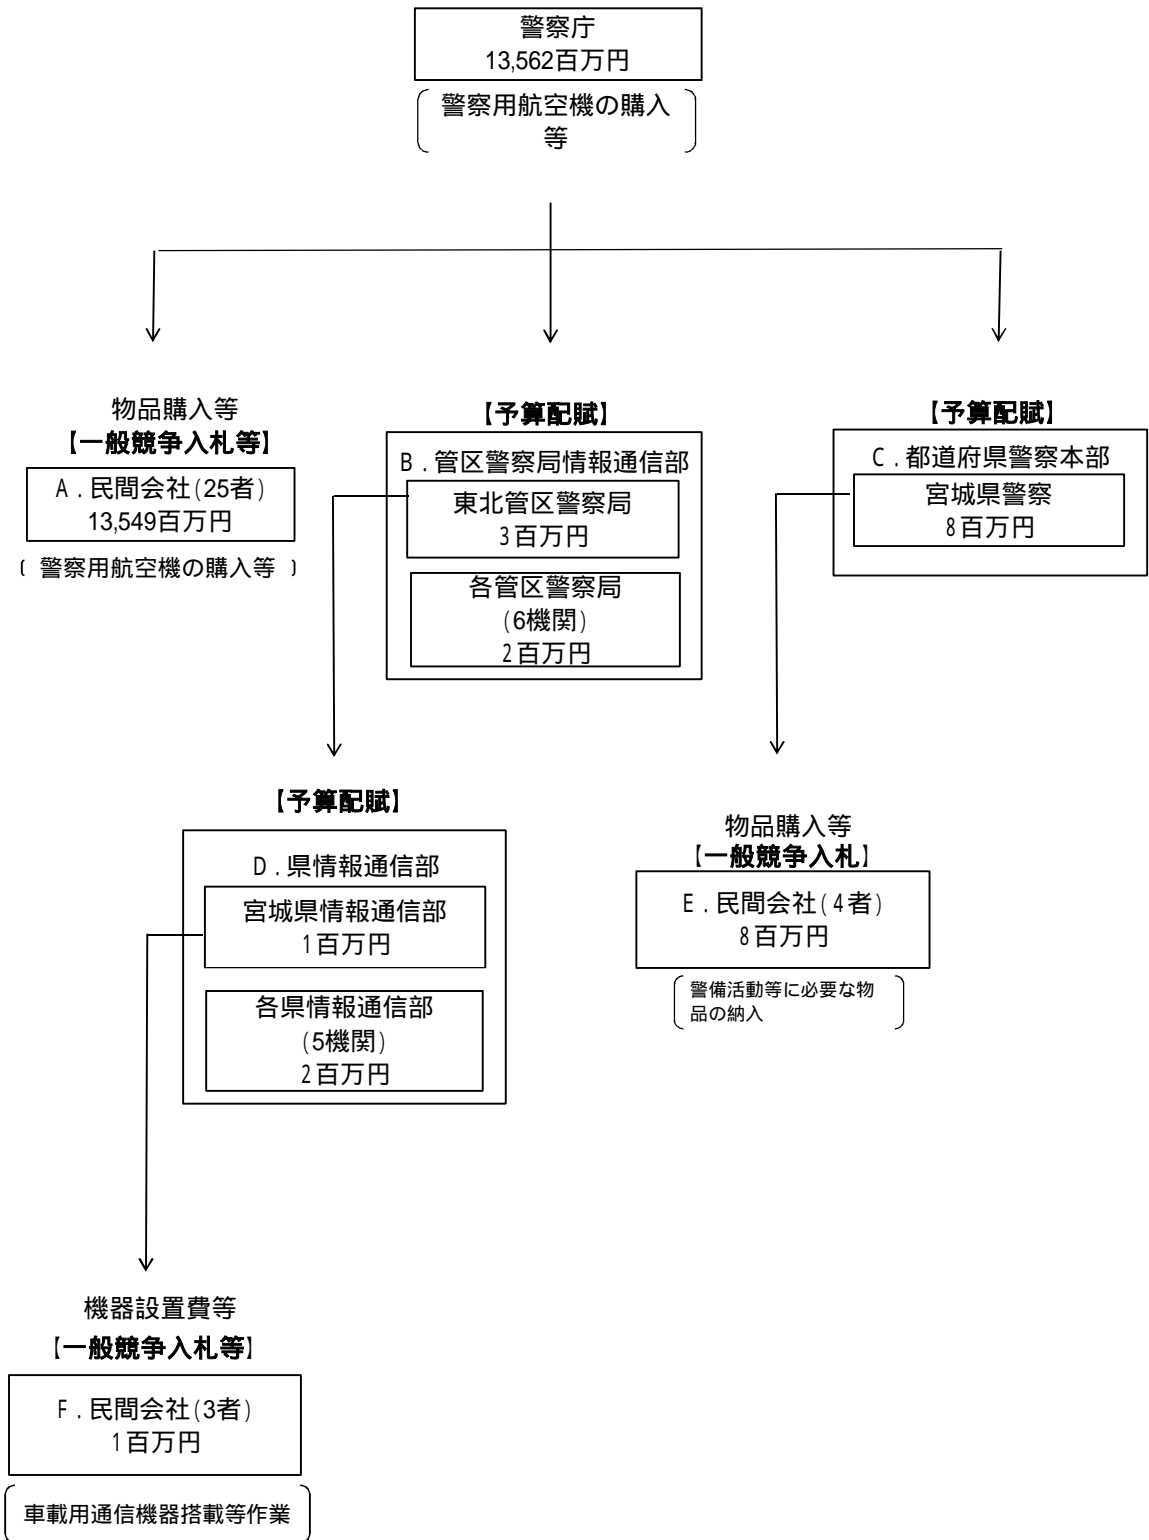 警察庁
13,562百万円
警察用航空機の購入
等
物品購入等
【一般競争入札等】
A.民間会社(25者)
13,549百万円
警察用航空機の購入等
【予算配賦】
B.管区警察局情報通信部
東北管区警察局
3百万円
各管区警察局
(6機関)
2百万円
【予算配賦】
C.都道府県警察本部
宮城県警察
8百万円
【予算配賦】
D.県情報通信部
宮城県情報通信部
1百万円
各県情報通信部
(5機関)
2百万円
物品購入等
【一般競争入札】
E.民間会社(4者)
8百万円
警備活動等に必要な物
品の納入
機器設置費等
【一般競争入札等】
F.民間会社(3者)
1百万円
車載用通信機器搭載等作業